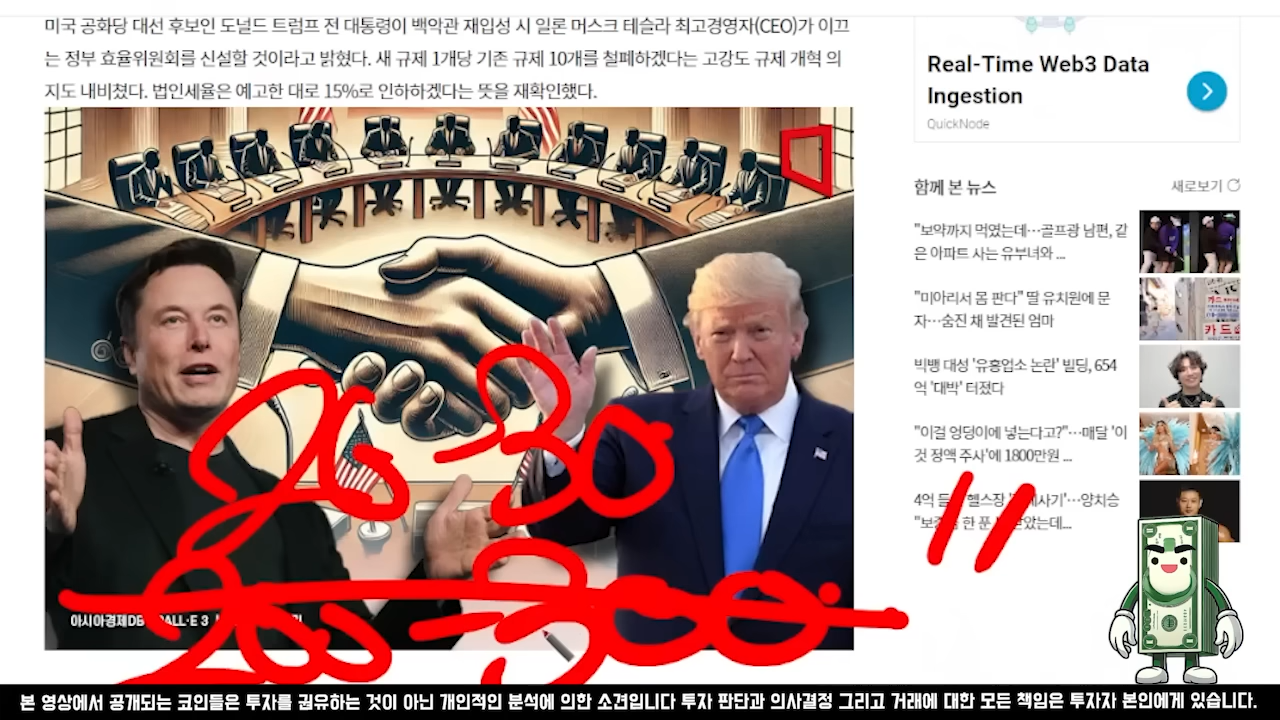 미국 공화당 대선 후보인 도널드 트럼프 전 대통령이 백악관 재입성 시 일론 머스크 테슬라 최고경영자(CEO)가 이끄
는 정부 효율위원회를 신설할 것이라고 밝혔다. 새 규제 1개당 기존 규제 10개를 철폐하겠다는 고강도 규제 개혁 의
지도 내비쳤다. 법인세율은 예고한 대로 15%로 인하하겠다는 뜻을 재확인했다.
Real-Time Web3 Data
Ingestion
QuickNode
함께 본 뉴스
새로보기
"보약까지 먹였는데…골프광 남편, 같
은 아파트 사는 유부녀와 ...
"미아리서 몸 판다" 딸 유치원에 문
자…숨진 채 발견된 엄마
빅뱅 대성 '유흥업소 논란' 빌딩, 654
억 '대박' 터졌다
"이걸 엉덩이에 넣는다고?"…매달 '이
것 정액 주사'에 1800만원 ...
4억 헬스장 양치승
한 푼
30
11
300
아시아경제DB
본 영상에서 공개되는 코인들은 투자를 권유하는 것이 아닌 개인적인 분석에 의한 소견입니다 투자 판단과 의사결정 그리고 거래에 대한 모든 책임은 투자자 본인에게 있습니다.